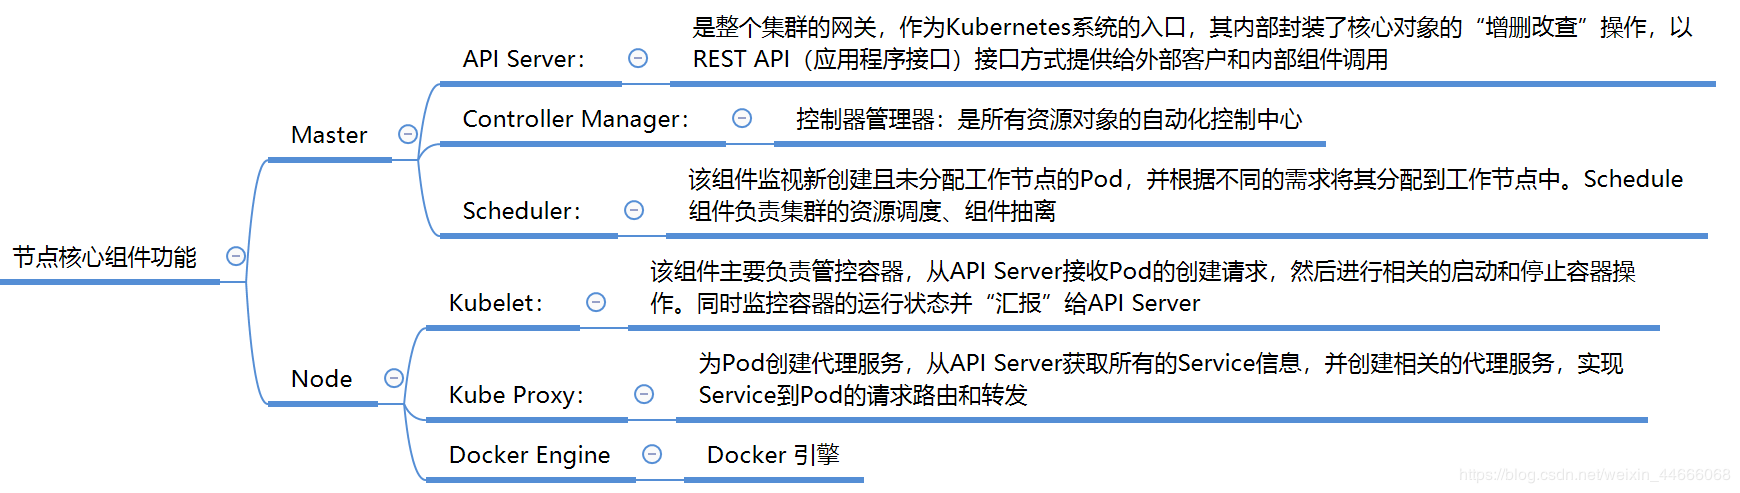 是整个集群的网关，作为Kubernetes系统的入口，其内部封装了核心对象的“增删改查”操作，以
API Server：
REST API（应用程序接口）接口方式提供给外部客户和内部组件调用
Controller Manager：
控制器管理器：是所有资源对象的自动化控制中心
Master
该组件监视新创建且未分配工作节点的Pod，并根据不同的需求将其分配到工作节点中。Schedule
Scheduler：
组件负责集群的资源调度、组件抽离
节点核心组件功能
该组件主要负责管控容器，从API Server接收Pod的创建请求，然后进行相关的启动和停止容器操
Kubelet：
作。同时监控容器的运行状态并“汇报”给API Server
Node
为Pod创建代理服务，从API Server获取所有的Service信息，并创建相关的代理服务，实现
Kube Proxy：
Service到Pod的请求路由和转发
Docker Engine
Docker 引擎
https://blog.csdn.net/weixin_44666068